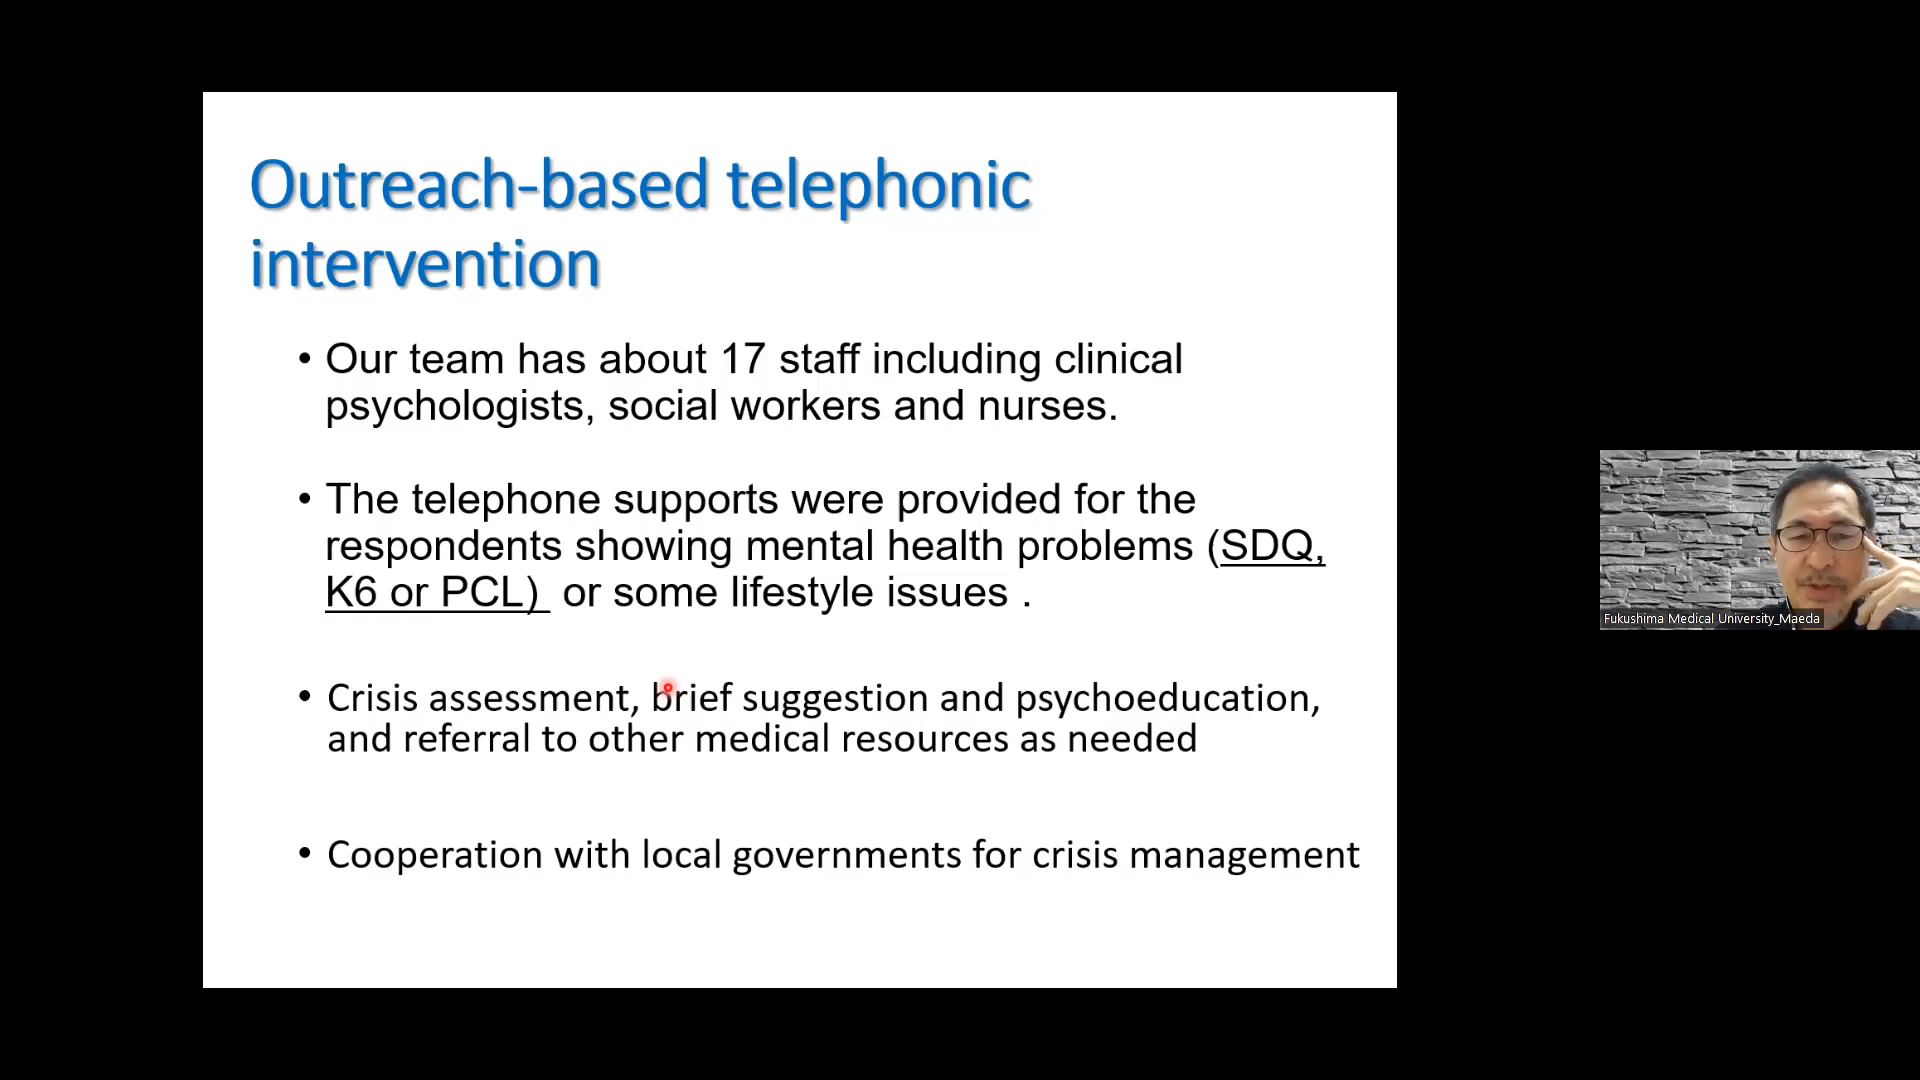 Outreach-based telephonic
intervention
• Our team has about 17 staff including clinical
psychologists, social workers and nurses.
• The telephone supports were provided for the
respondents showing mental health problems (SDQ,
K6 or PCL) or some lifestyle issues .
• Crisis assessment, brief suggestion and psychoeducation,
and referral to other medical resources as needed
• Cooperation with local governments for crisis management
Fukushima Medical University_Maeda